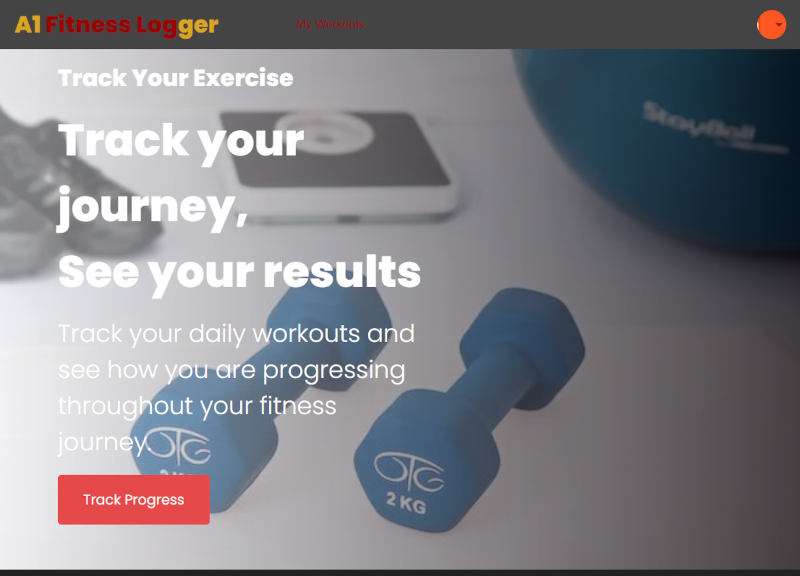 A1 Fitness Logger
My Workouts
Track Your Exercise
Track your
journey,
See your results
Track your daily workouts and
see how you are progressing
throughout your fitness
journey.
StayBall
OTG
OTG
2 KG
Track Progress